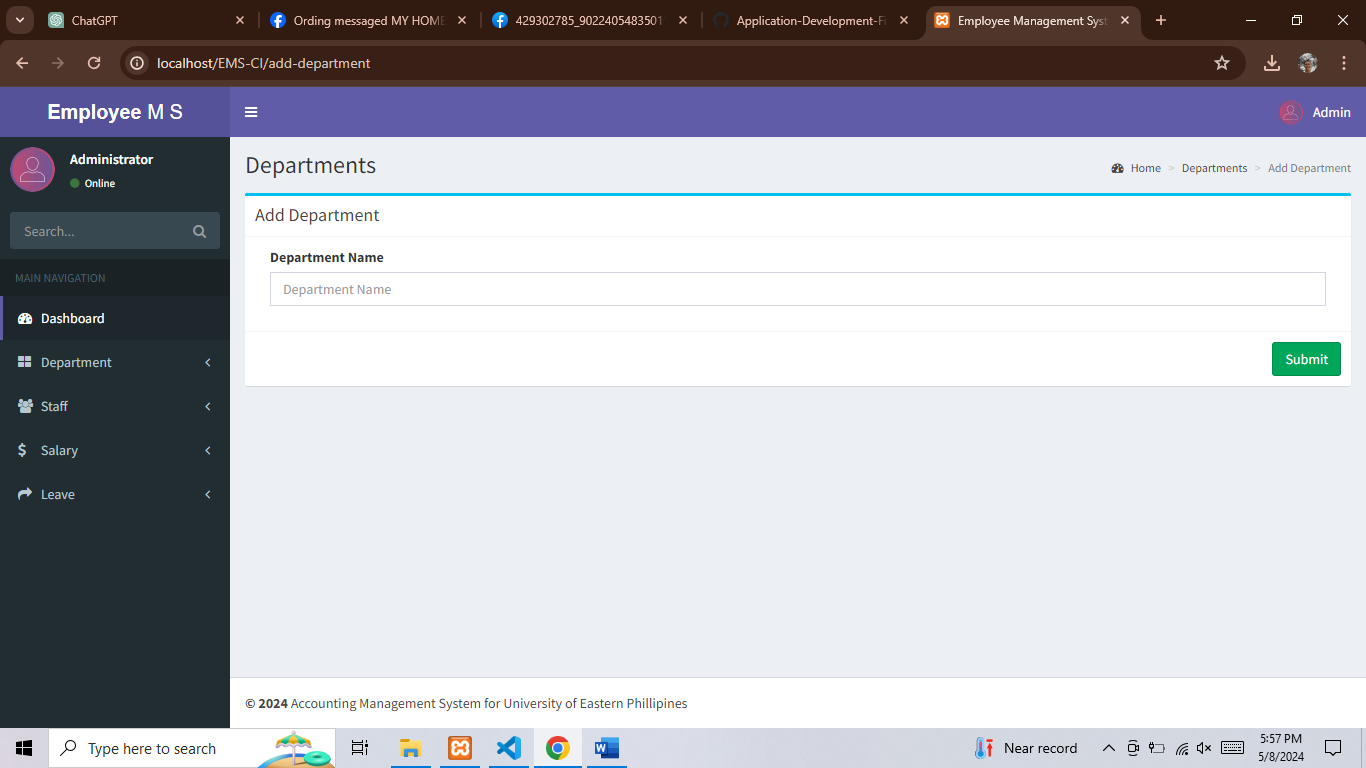 ChatGPT
Ording messaged MY HOME
429302785_9022405483501
Application-Development-Fi
Employee Management Syst
localhost/EMS-CI/add-department
Employee M S
Admin
Administrator
Online
Search...
MAIN NAVIGATION
Dashboard
Department
Staff
$ Salary
Leave
Departments
Home > Departments > Add Department
Add Department
Department Name
Department Name
Submit
© 2024 Accounting Management System for University of Eastern Phillipines
Type here to search
Near record
5:57 PM
5/8/2024